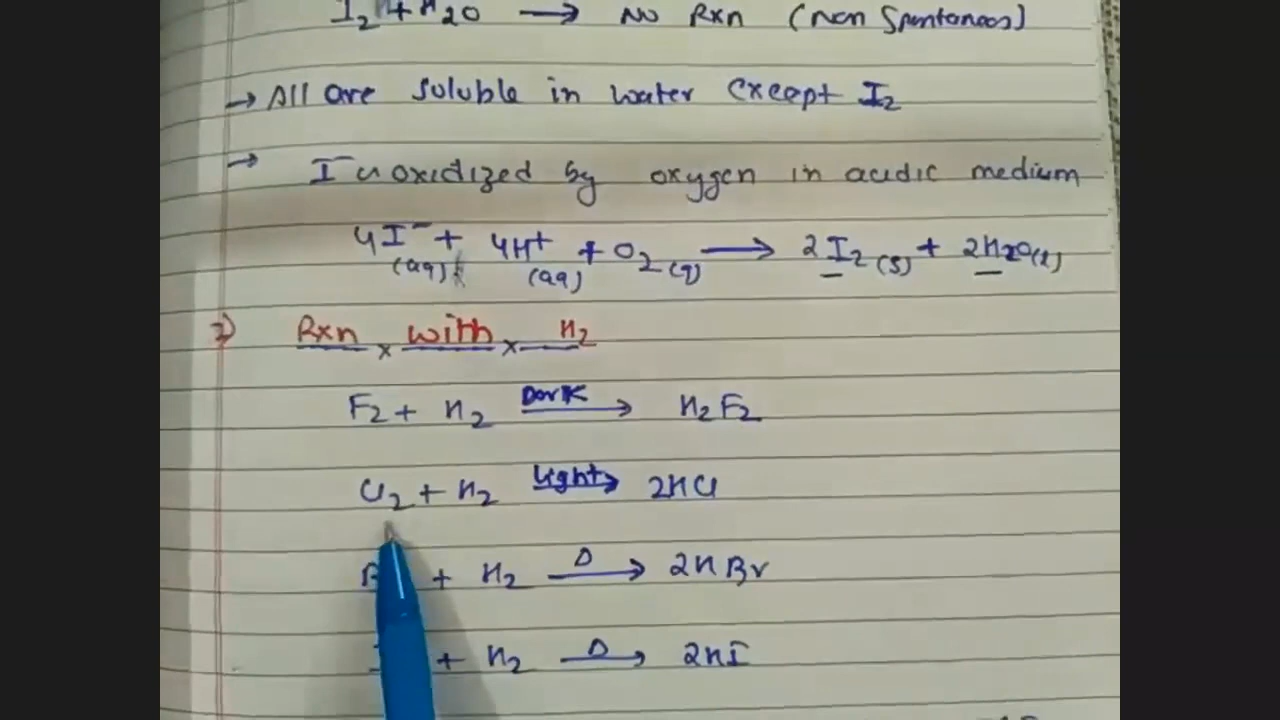 I₂ + H₂O ⟶ No Rxn (non Spontaneos)
→ All are soluble in water except I₂
→ I⁻ is oxidized by oxygen in acidic medium
4I⁻(aq) + 4H⁺(aq) + O₂(g) ⟶ 2I₂(s) + 2H₂O(l)
Rxn × with × H₂
F₂ + H₂ Dark⟶ H₂F₂
Cl₂ + H₂ Light⟶ 2HCl
+ H₂ Δ⟶ 2HBr
+ H₂ Δ⟶ 2HI